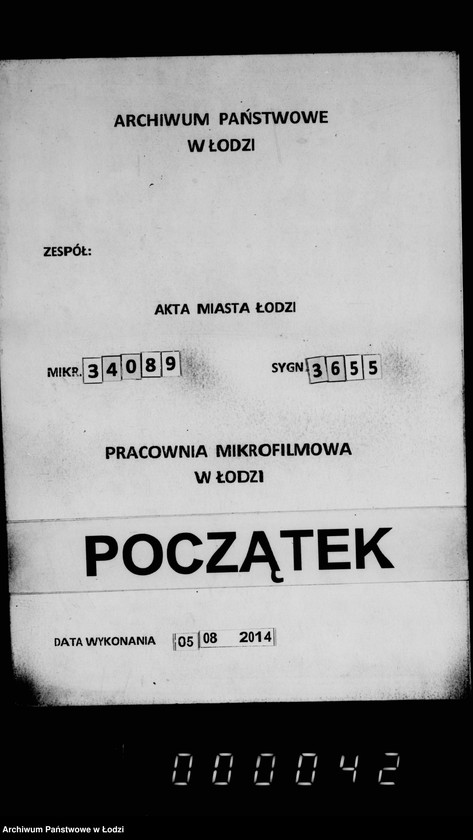 ARCHIWUM PAŃSTWOWE
W ŁODZI
ZESPÓŁ:
AKTA MIASTA ŁODZI
MIKR. 34089 SYGN. 3655
PRACOWNIA MIKROFILMOWA
W ŁODZI
POCZĄTEK
DATA WYKONANIA 05 08 2014
000042
Archiwum Państwowe w Łodzi